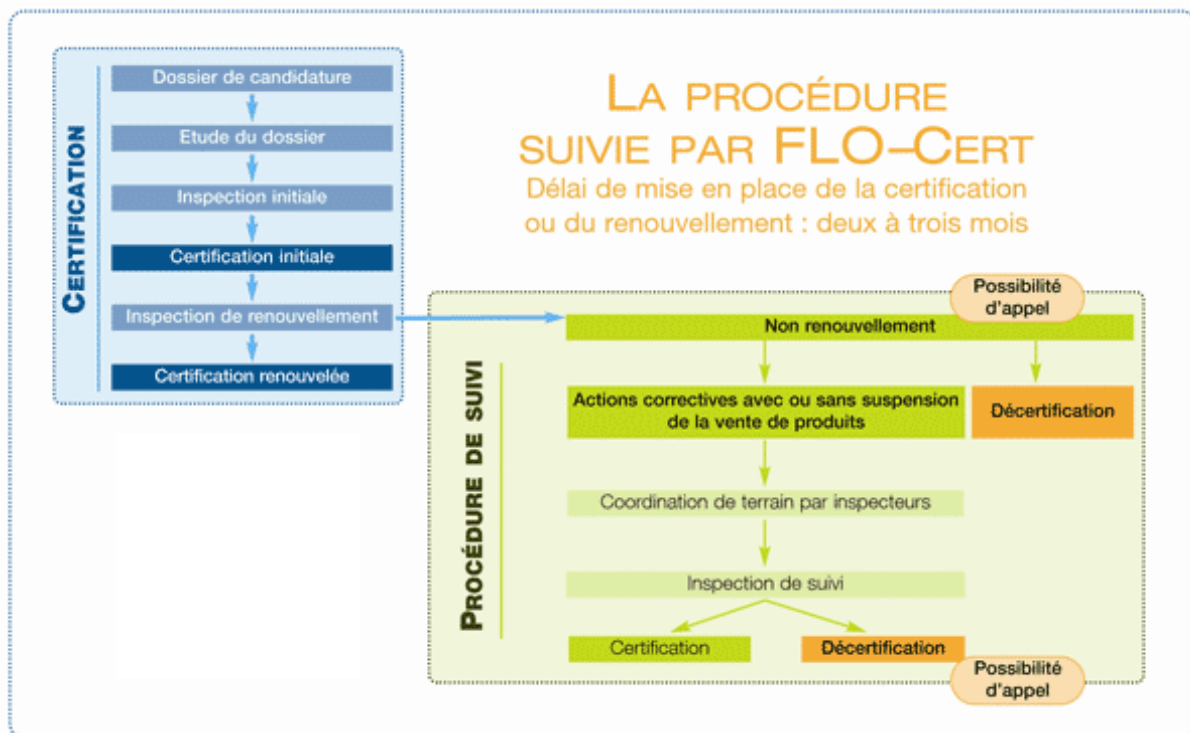 LA PROCÉDURE
SUIVIE PAR FLO–CERT
Délai de mise en place de la certification
ou du renouvellement : deux à trois mois
CERTIFICATION
Dossier de candidature
Etude du dossier
Inspection initiale
Certification initiale
Inspection de renouvellement
Certification renouvelée
PROCÉDURE DE SUIVI
Possibilité
d'appel
Non renouvellement
Actions correctives avec ou sans suspension
de la vente de produits
Décertification
Coordination de terrain par inspecteurs
Inspection de suivi
Certification
Décertification
Possibilité
d'appel